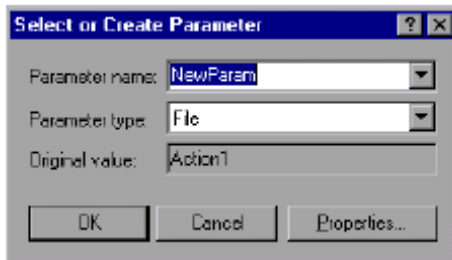 Select or Create Parameter
Parameter name: NewParam
Parameter type: File
Original value: Action1
OK Cancel Properties...